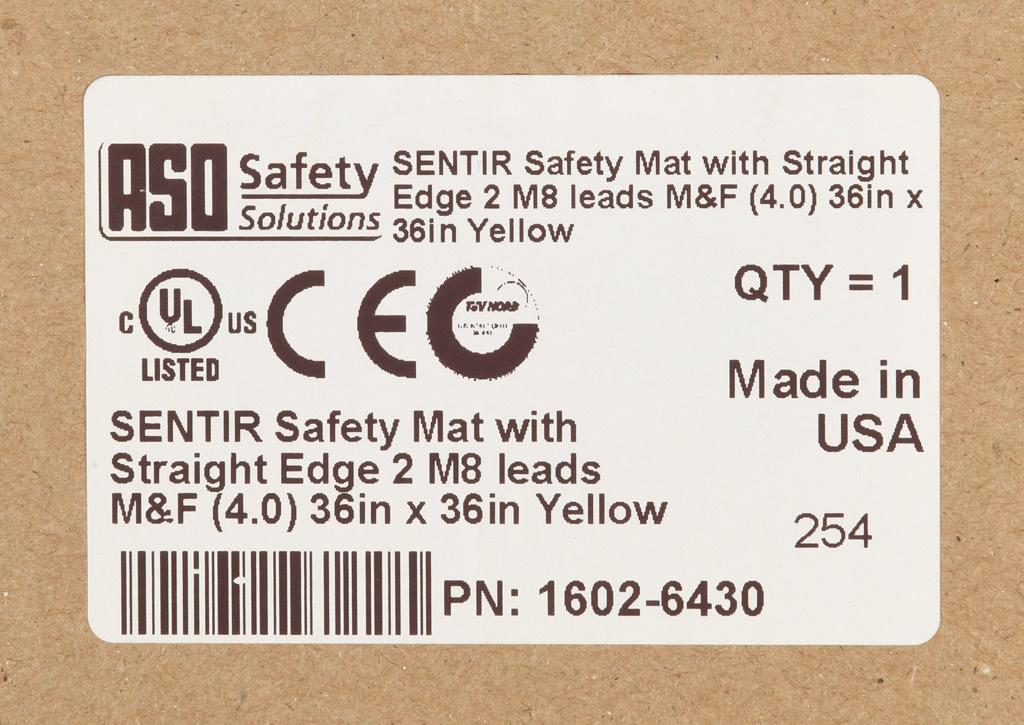 ASO Safety Solutions
SENTIR Safety Mat with Straight
Edge 2 M8 leads M&F (4.0) 36in x
36in Yellow
C UL US
LISTED
CE
TÜV NORD
QTY = 1
Made in
USA
SENTIR Safety Mat with
Straight Edge 2 M8 leads
M&F (4.0) 36in x 36in Yellow
254
PN: 1602-6430